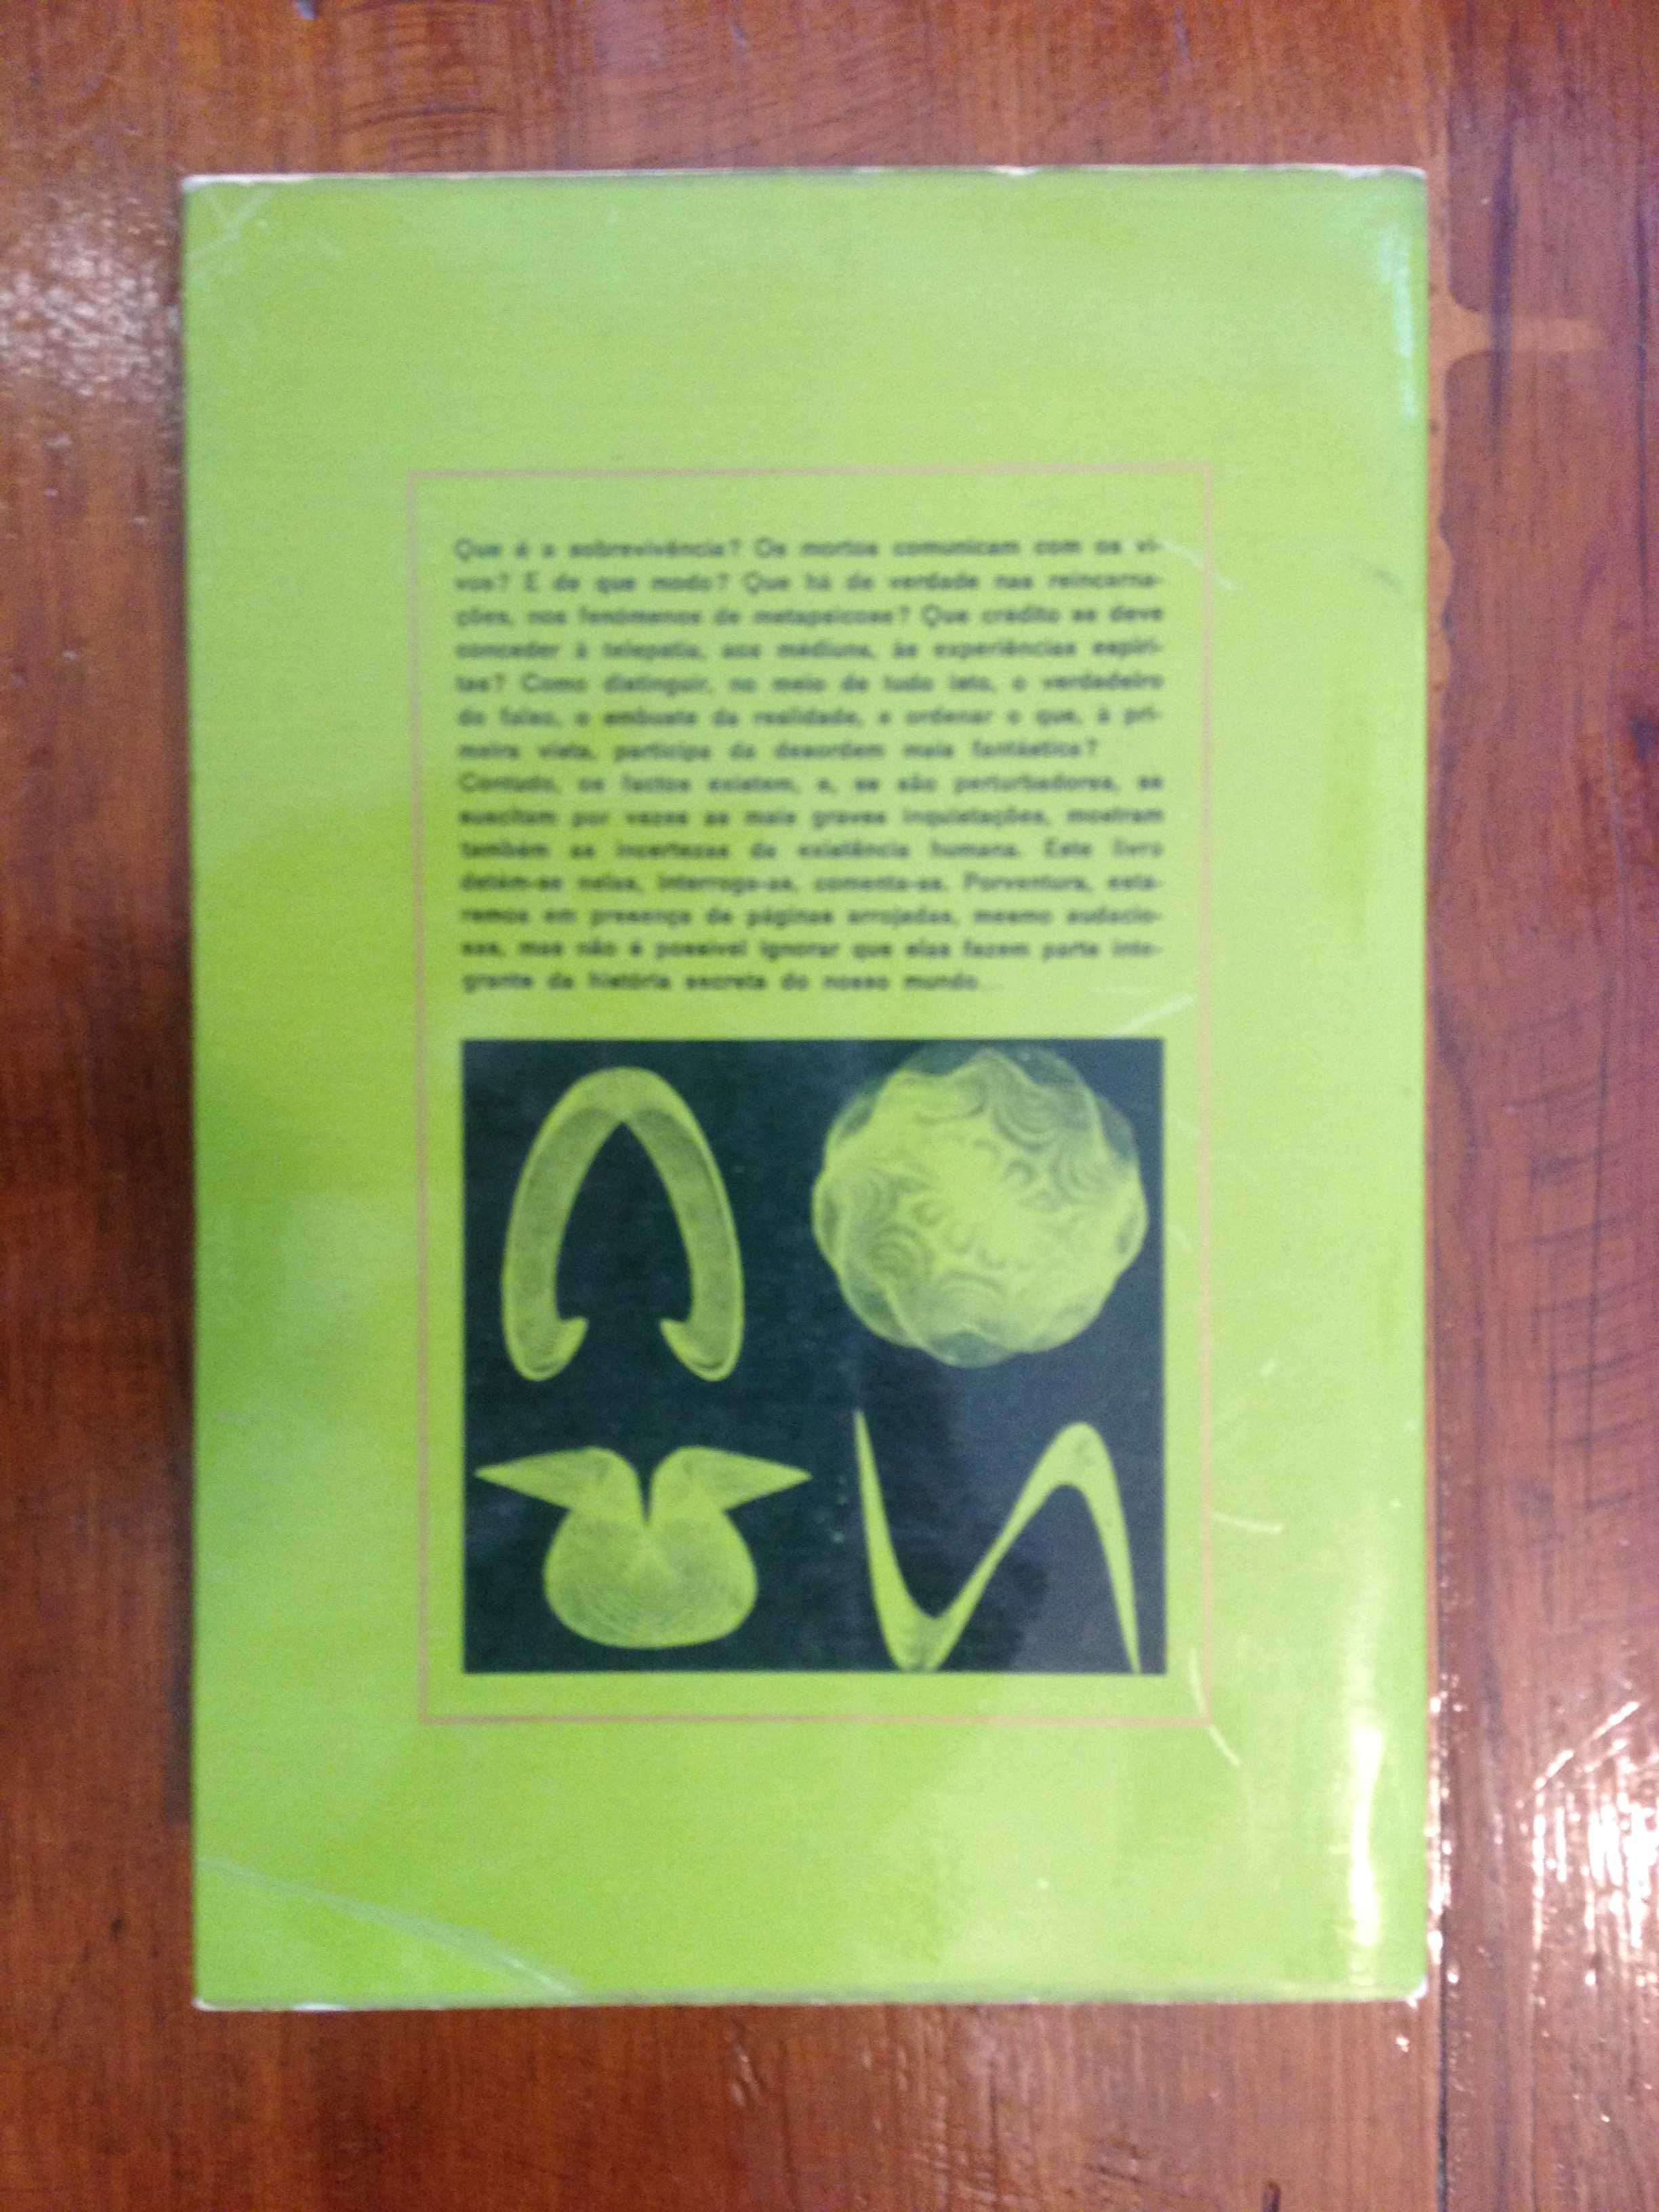 Que é a sobrevivência? Os mortos comunicam com os vi-
vos? E de que modo? Que há de verdade nas reincarna-
ções, nos fenómenos de metapsicose? Que crédito se deve
conceder à telepatia, aos médiuns, às experiências espíri-
tas? Como distinguir, no meio de tudo isto, o verdadeiro
do falso, o embuste da realidade, e ordenar o que, à pri-
meira vista, participa da desordem mais fantástica?
Contudo, os factos existem, e, se são perturbadores, se
suscitam por vezes as mais graves inquietações, mostram
também as incertezas da existência humana. Este livro
detém-se nelas, interroga-as, comenta-as. Porventura, esta-
remos em presença de páginas arrojadas, mesmo audacio-
sas, mas não é possível ignorar que elas fazem parte inte-
grante da história secreta do nosso mundo...